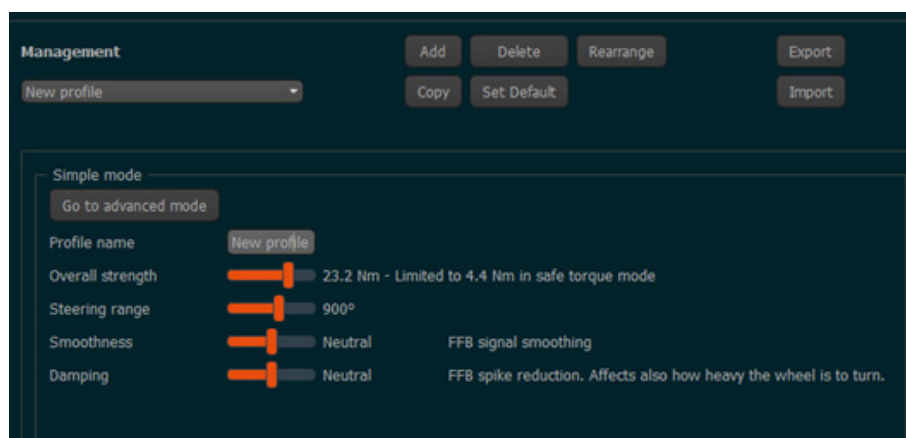 Management Add Delete Rearrange Export
New profile Copy Set Default Import
Simple mode
Go to advanced mode
Profile name New profile
Overall strength 23.2 Nm - Limited to 4.4 Nm in safe torque mode
Steering range 900º
Smoothness Neutral FFB signal smoothing
Damping Neutral FFB spike reduction. Affects also how heavy the wheel is to turn.